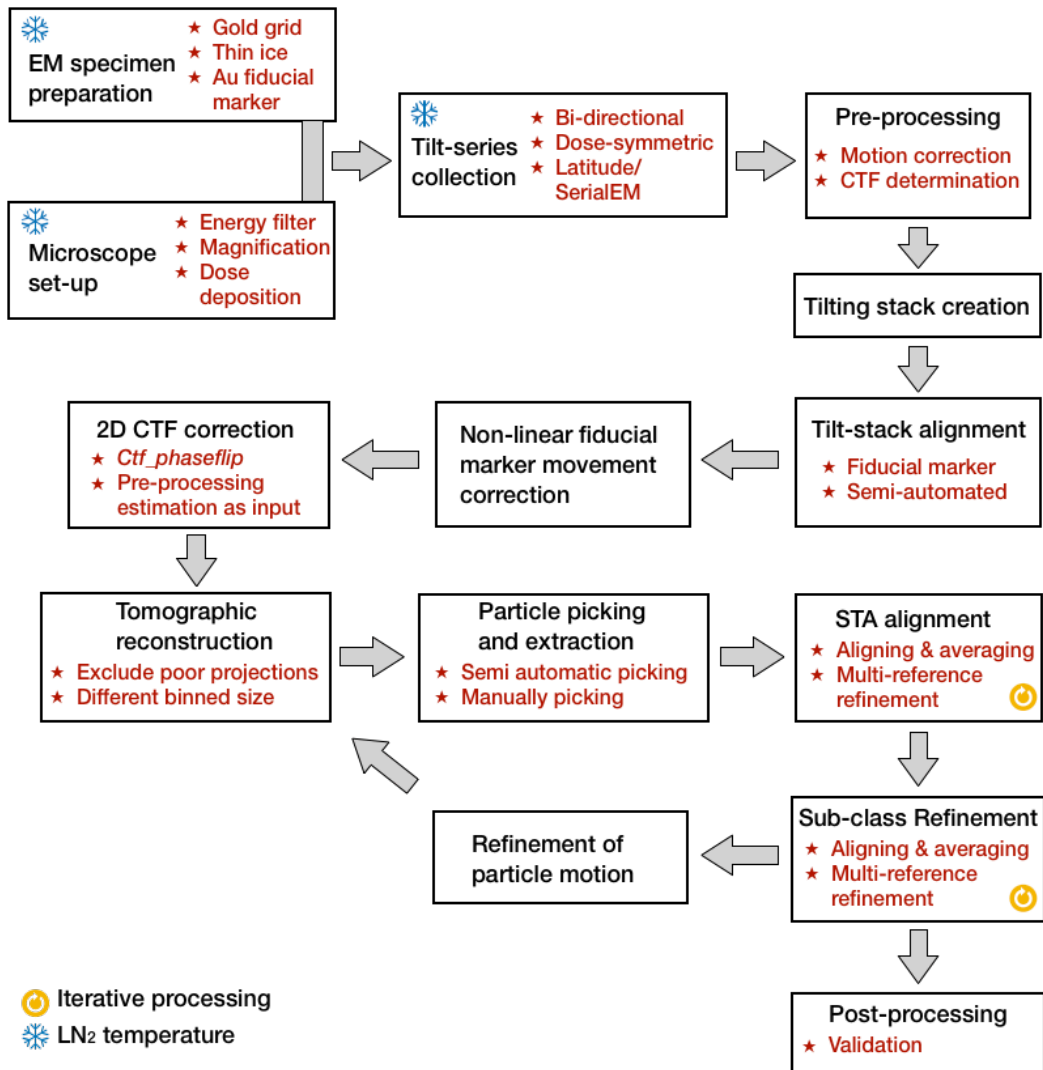 EM specimen
preparation
★ Gold grid
★ Thin ice
★ Au fiducial
marker
Microscope
set-up
★ Energy filter
★ Magnification
★ Dose
deposition
Tilt-series
collection
★ Bi-directional
★ Dose-symmetric
★ Latitude/
SerialEM
Pre-processing
★ Motion correction
★ CTF determination
Tilting stack creation
Tilt-stack alignment
★ Fiducial marker
★ Semi-automated
Non-linear fiducial
marker movement
correction
2D CTF correction
★ Ctf_phaseflip
★ Pre-processing
estimation as input
Tomographic
reconstruction
★ Exclude poor projections
★ Different binned size
Particle picking
and extraction
★ Semi automatic picking
★ Manually picking
STA alignment
★ Aligning & averaging
★ Multi-reference
refinement
Sub-class Refinement
★ Aligning & averaging
★ Multi-reference
refinement
Refinement of
particle motion
Post-processing
★ Validation
Iterative processing
LN₂ temperature